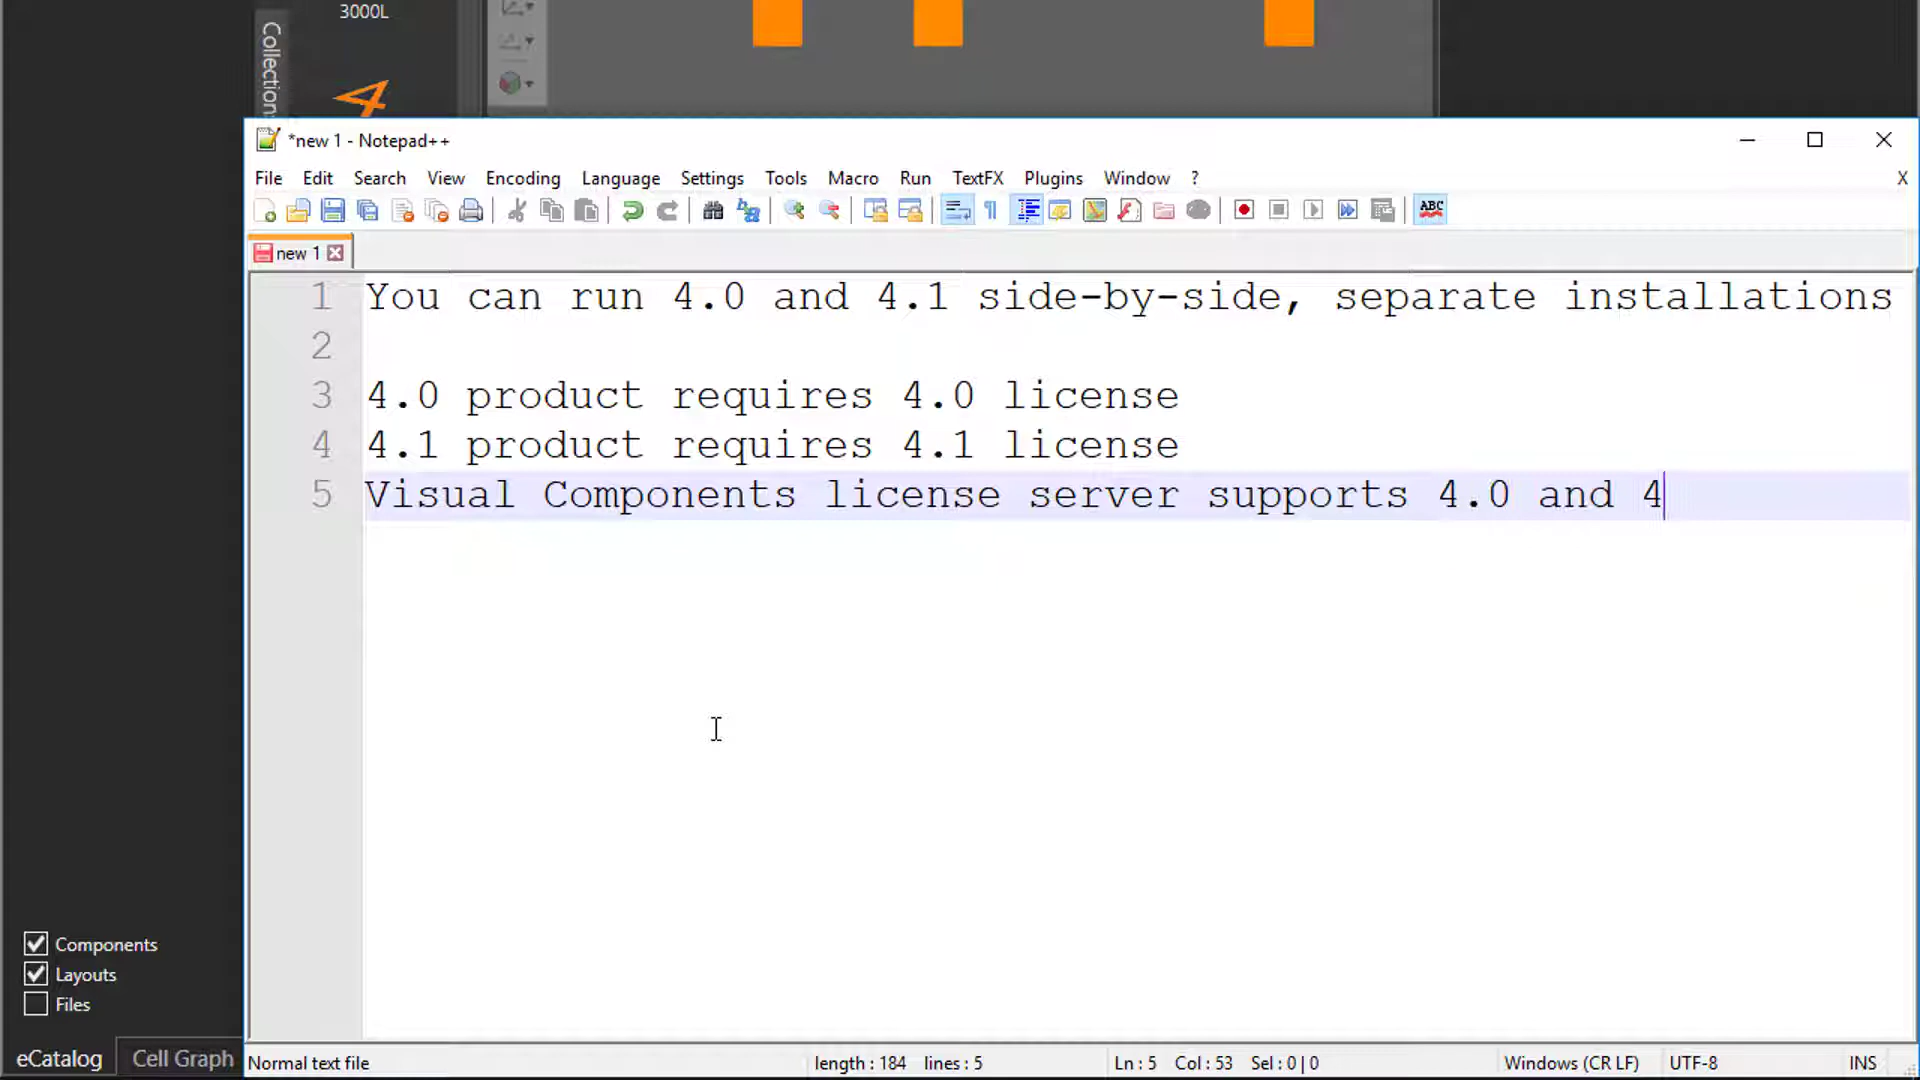 3000L
Collection
*new 1 - Notepad++
File Edit Search View Encoding Language Settings Tools Macro Run TextFX Plugins Window ? X
ABC
new 1
1 You can run 4.0 and 4.1 side-by-side, separate installations
2
3 4.0 product requires 4.0 license
4 4.1 product requires 4.1 license
5 Visual Components license server supports 4.0 and 4
Components
Layouts
Files
eCatalog Cell Graph
Normal text file length : 184 lines : 5 Ln : 5 Col : 53 Sel : 0 | 0 Windows (CR LF) UTF-8 INS